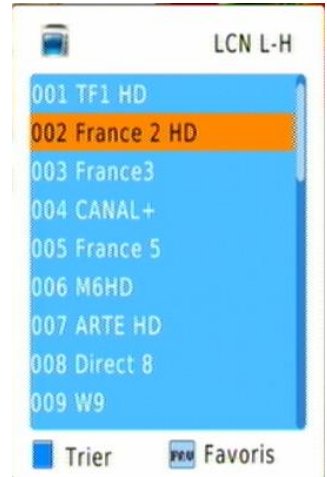 LCN L-H
001 TF1 HD
002 France 2 HD
003 France3
004 CANAL+
005 France 5
006 M6HD
007 ARTE HD
008 Direct 8
009 W9
Trier FAV Favoris